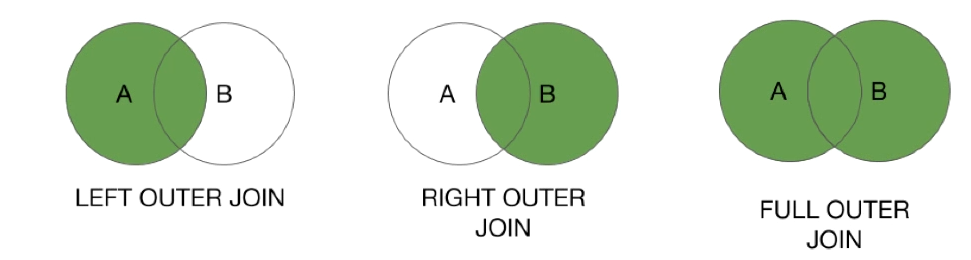 A B
LEFT OUTER JOIN
A B
RIGHT OUTER
JOIN
A B
FULL OUTER
JOIN